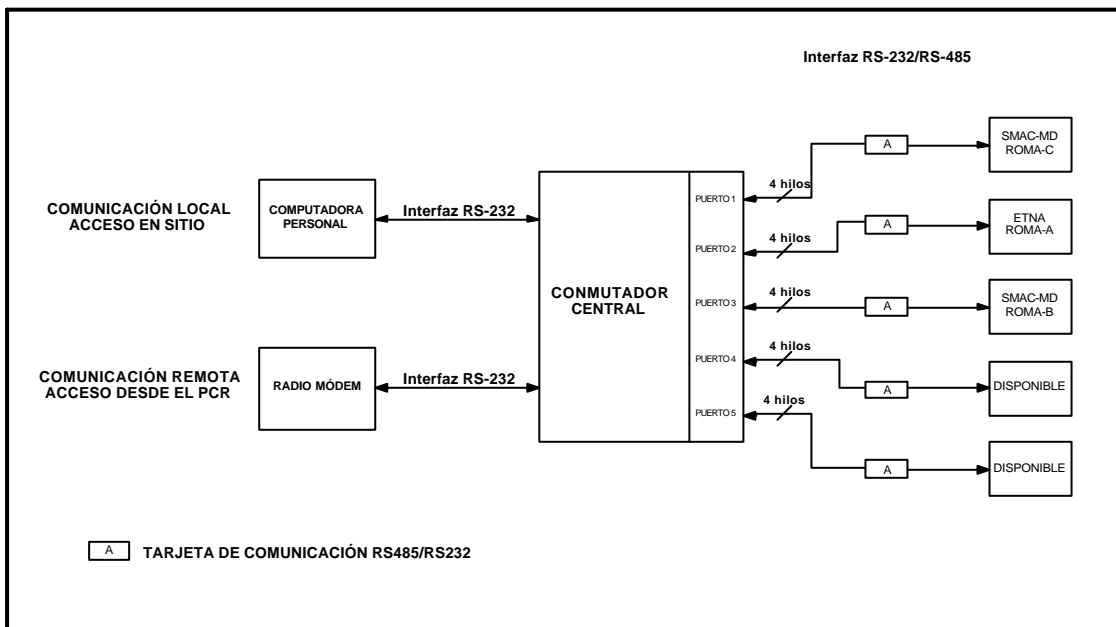 Interfaz RS-232/RS-485
COMUNICACIÓN LOCAL
ACCESO EN SITIO
COMPUTADORA
PERSONAL
Interfaz RS-232
COMUNICACIÓN REMOTA
ACCESO DESDE EL PCR
RADIO MÓDEM
Interfaz RS-232
CONMUTADOR
CENTRAL
PUERTO 1
4 hilos
A
SMAC-MD
ROMA-C
PUERTO 2
4 hilos
A
ETNA
ROMA-A
PUERTO 3
4 hilos
A
SMAC-MD
ROMA-B
PUERTO 4
4 hilos
A
DISPONIBLE
PUERTO 5
4 hilos
A
DISPONIBLE
A TARJETA DE COMUNICACIÓN RS485/RS232